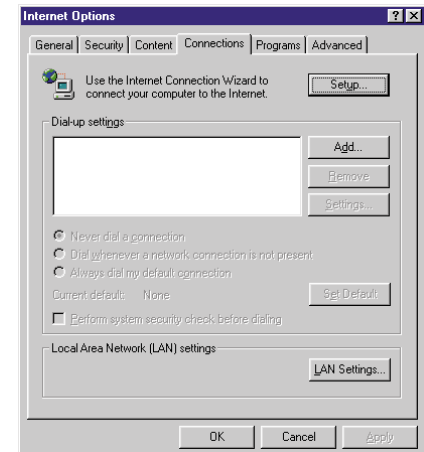 Internet Options
General Security Content Connections Programs Advanced
Use the Internet Connection Wizard to
connect your computer to the Internet.
Setup...
Dial-up settings
Add...
Remove
Settings...
Never dial a connection
Dial whenever a network connection is not present
Always dial my default connection
Current default: None
Set Default
Perform system security check before dialing
Local Area Network (LAN) settings
LAN Settings...
OK Cancel Apply